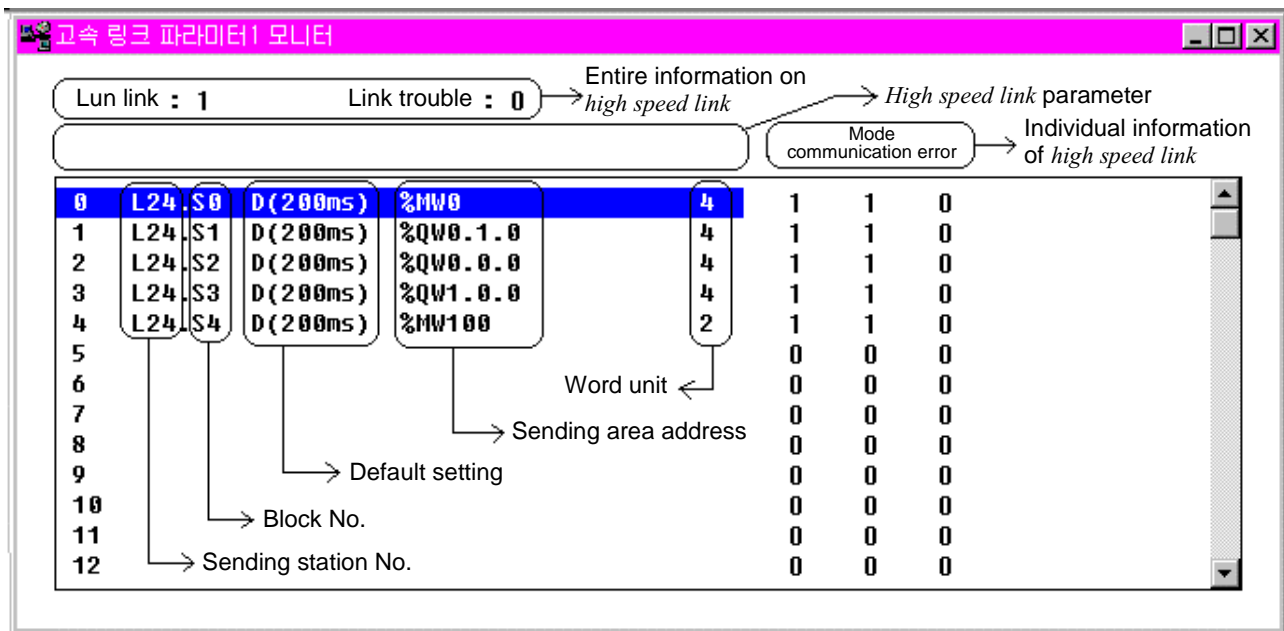 고속 링크 파라미터1 모니터
Entire information on
high speed link
Lun link : 1 Link trouble : 0
High speed link parameter
Mode
communication error
Individual information
of high speed link
0 L24.S0 D(200ms) %MW0 4 1 1 0
1 L24.S1 D(200ms) %QW0.1.0 4 1 1 0
2 L24.S2 D(200ms) %QW0.0.0 4 1 1 0
3 L24.S3 D(200ms) %QW1.0.0 4 1 1 0
4 L24.S4 D(200ms) %MW100 2 1 1 0
5 0 0 0
6 Word unit 0 0 0
7 0 0 0
Sending area address
8 0 0 0
9 Default setting 0 0 0
10 0 0 0
Block No.
11 0 0 0
12 Sending station No. 0 0 0